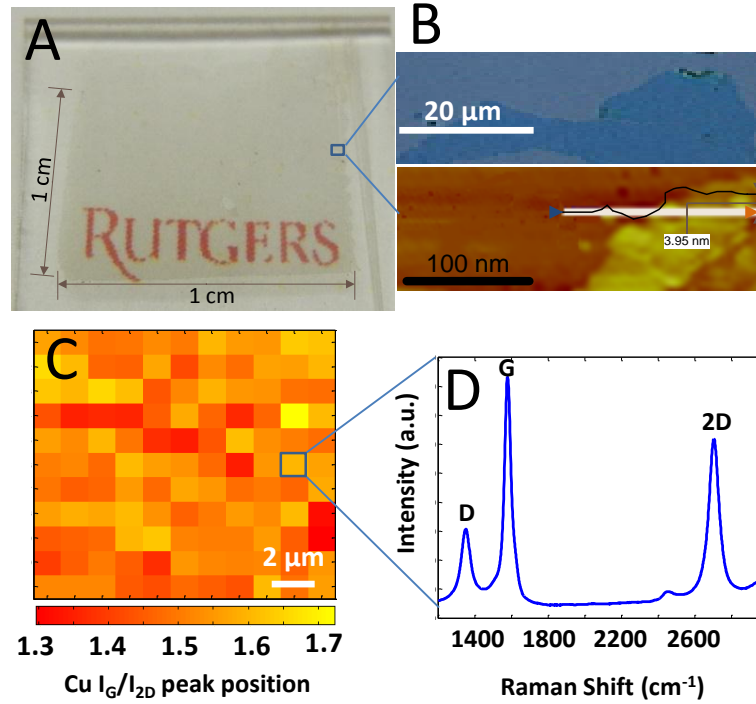 A
1 cm
RUTGERS
1 cm
B
20 µm
3.95 nm
100 nm
C
2 µm
1.3 1.4 1.5 1.6 1.7
Cu I_G/I_2D peak position
D
G
2D
D
Intensity (a.u.)
1400 1800 2200 2600
Raman Shift (cm⁻¹)